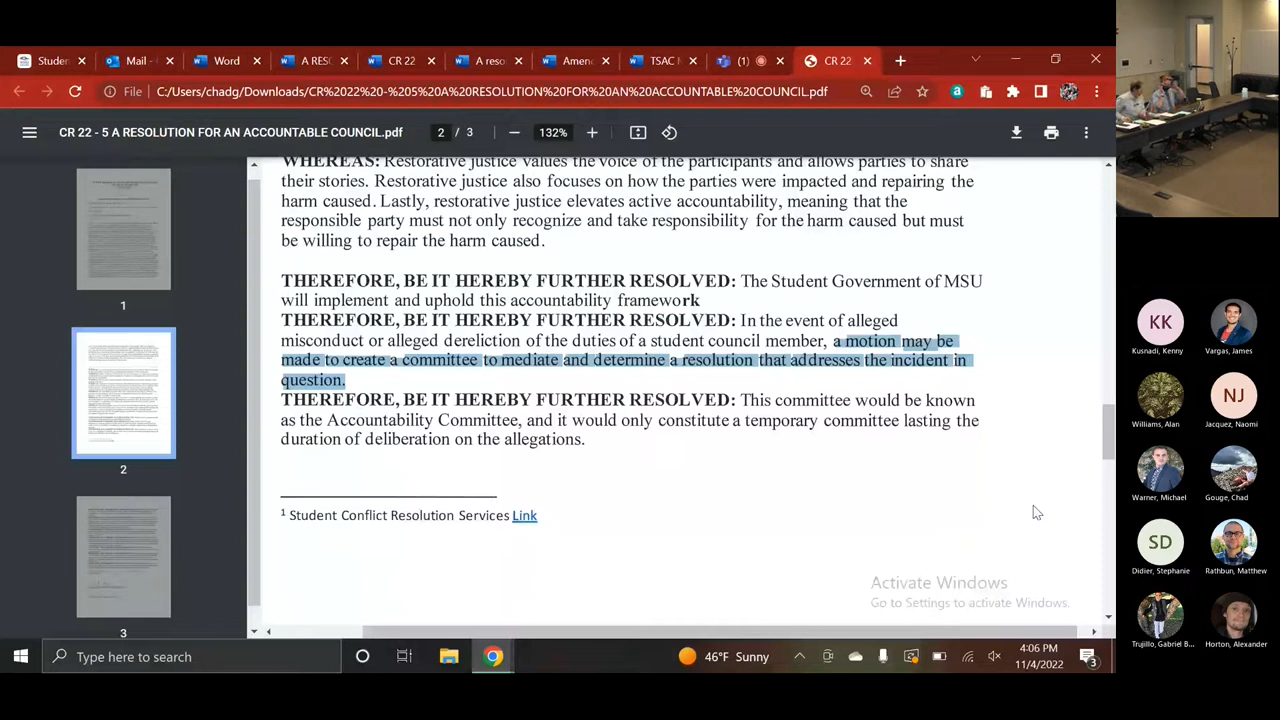 Studen
Mail -
Word
A RESC
CR 22
A resol
Amend
TSAC M
(1)
CR 22
File
C:/Users/chadg/Downloads/CR%2022%20-%205%20A%20RESOLUTION%20FOR%20AN%20ACCOUNTABLE%20COUNCIL.pdf
CR 22 - 5 A RESOLUTION FOR AN ACCOUNTABLE COUNCIL.pdf
2 / 3
132%
WHEREAS: Restorative justice values the voice of the participants and allows parties to share
their stories. Restorative justice also focuses on how the parties were impacted and repairing the
harm caused. Lastly, restorative justice elevates active accountability, meaning that the
responsible party must not only recognize and take responsibility for the harm caused but must
be willing to repair the harm caused.
THEREFORE, BE IT HEREBY FURTHER RESOLVED: The Student Government of MSU
will implement and uphold this accountability framework
THEREFORE, BE IT HEREBY FURTHER RESOLVED: In the event of alleged
misconduct or alleged dereliction of the duties of a student council member, a motion may be
made to create a committee to mediate and determine a resolution that addresses the incident in
question.
THEREFORE, BE IT HEREBY FURTHER RESOLVED: This committee would be known
as the Accountability Committee, and it would only constitute a temporary committee lasting the
duration of deliberation on the allegations.
1 Student Conflict Resolution Services Link
1
2
3
Activate Windows
Go to Settings to activate Windows.
Type here to search
46°F Sunny
4:06 PM
11/4/2022
3
KK
Kusnadi, Kenny
Vargas, James
Williams, Alan
NJ
Jacquez, Naomi
Warner, Michael
Gouge, Chad
SD
Didier, Stephanie
Rathbun, Matthew
Trujillo, Gabriel B...
Horton, Alexander